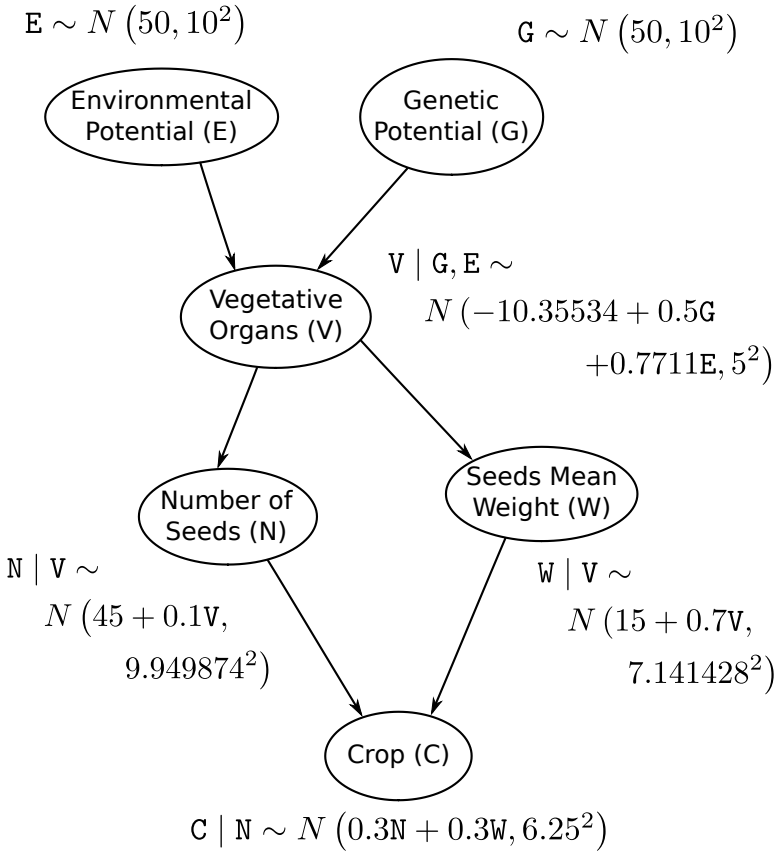 E ∼ N (50, 10²)
G ∼ N (50, 10²)
Environmental
Potential (E)
Genetic
Potential (G)
V | G, E ∼
N (−10.35534 + 0.5G
+0.7711E, 5²)
Vegetative
Organs (V)
Number of
Seeds (N)
Seeds Mean
Weight (W)
N | V ∼
N (45 + 0.1V,
9.949874²)
W | V ∼
N (15 + 0.7V,
7.141428²)
Crop (C)
C | N ∼ N (0.3N + 0.3W, 6.25²)